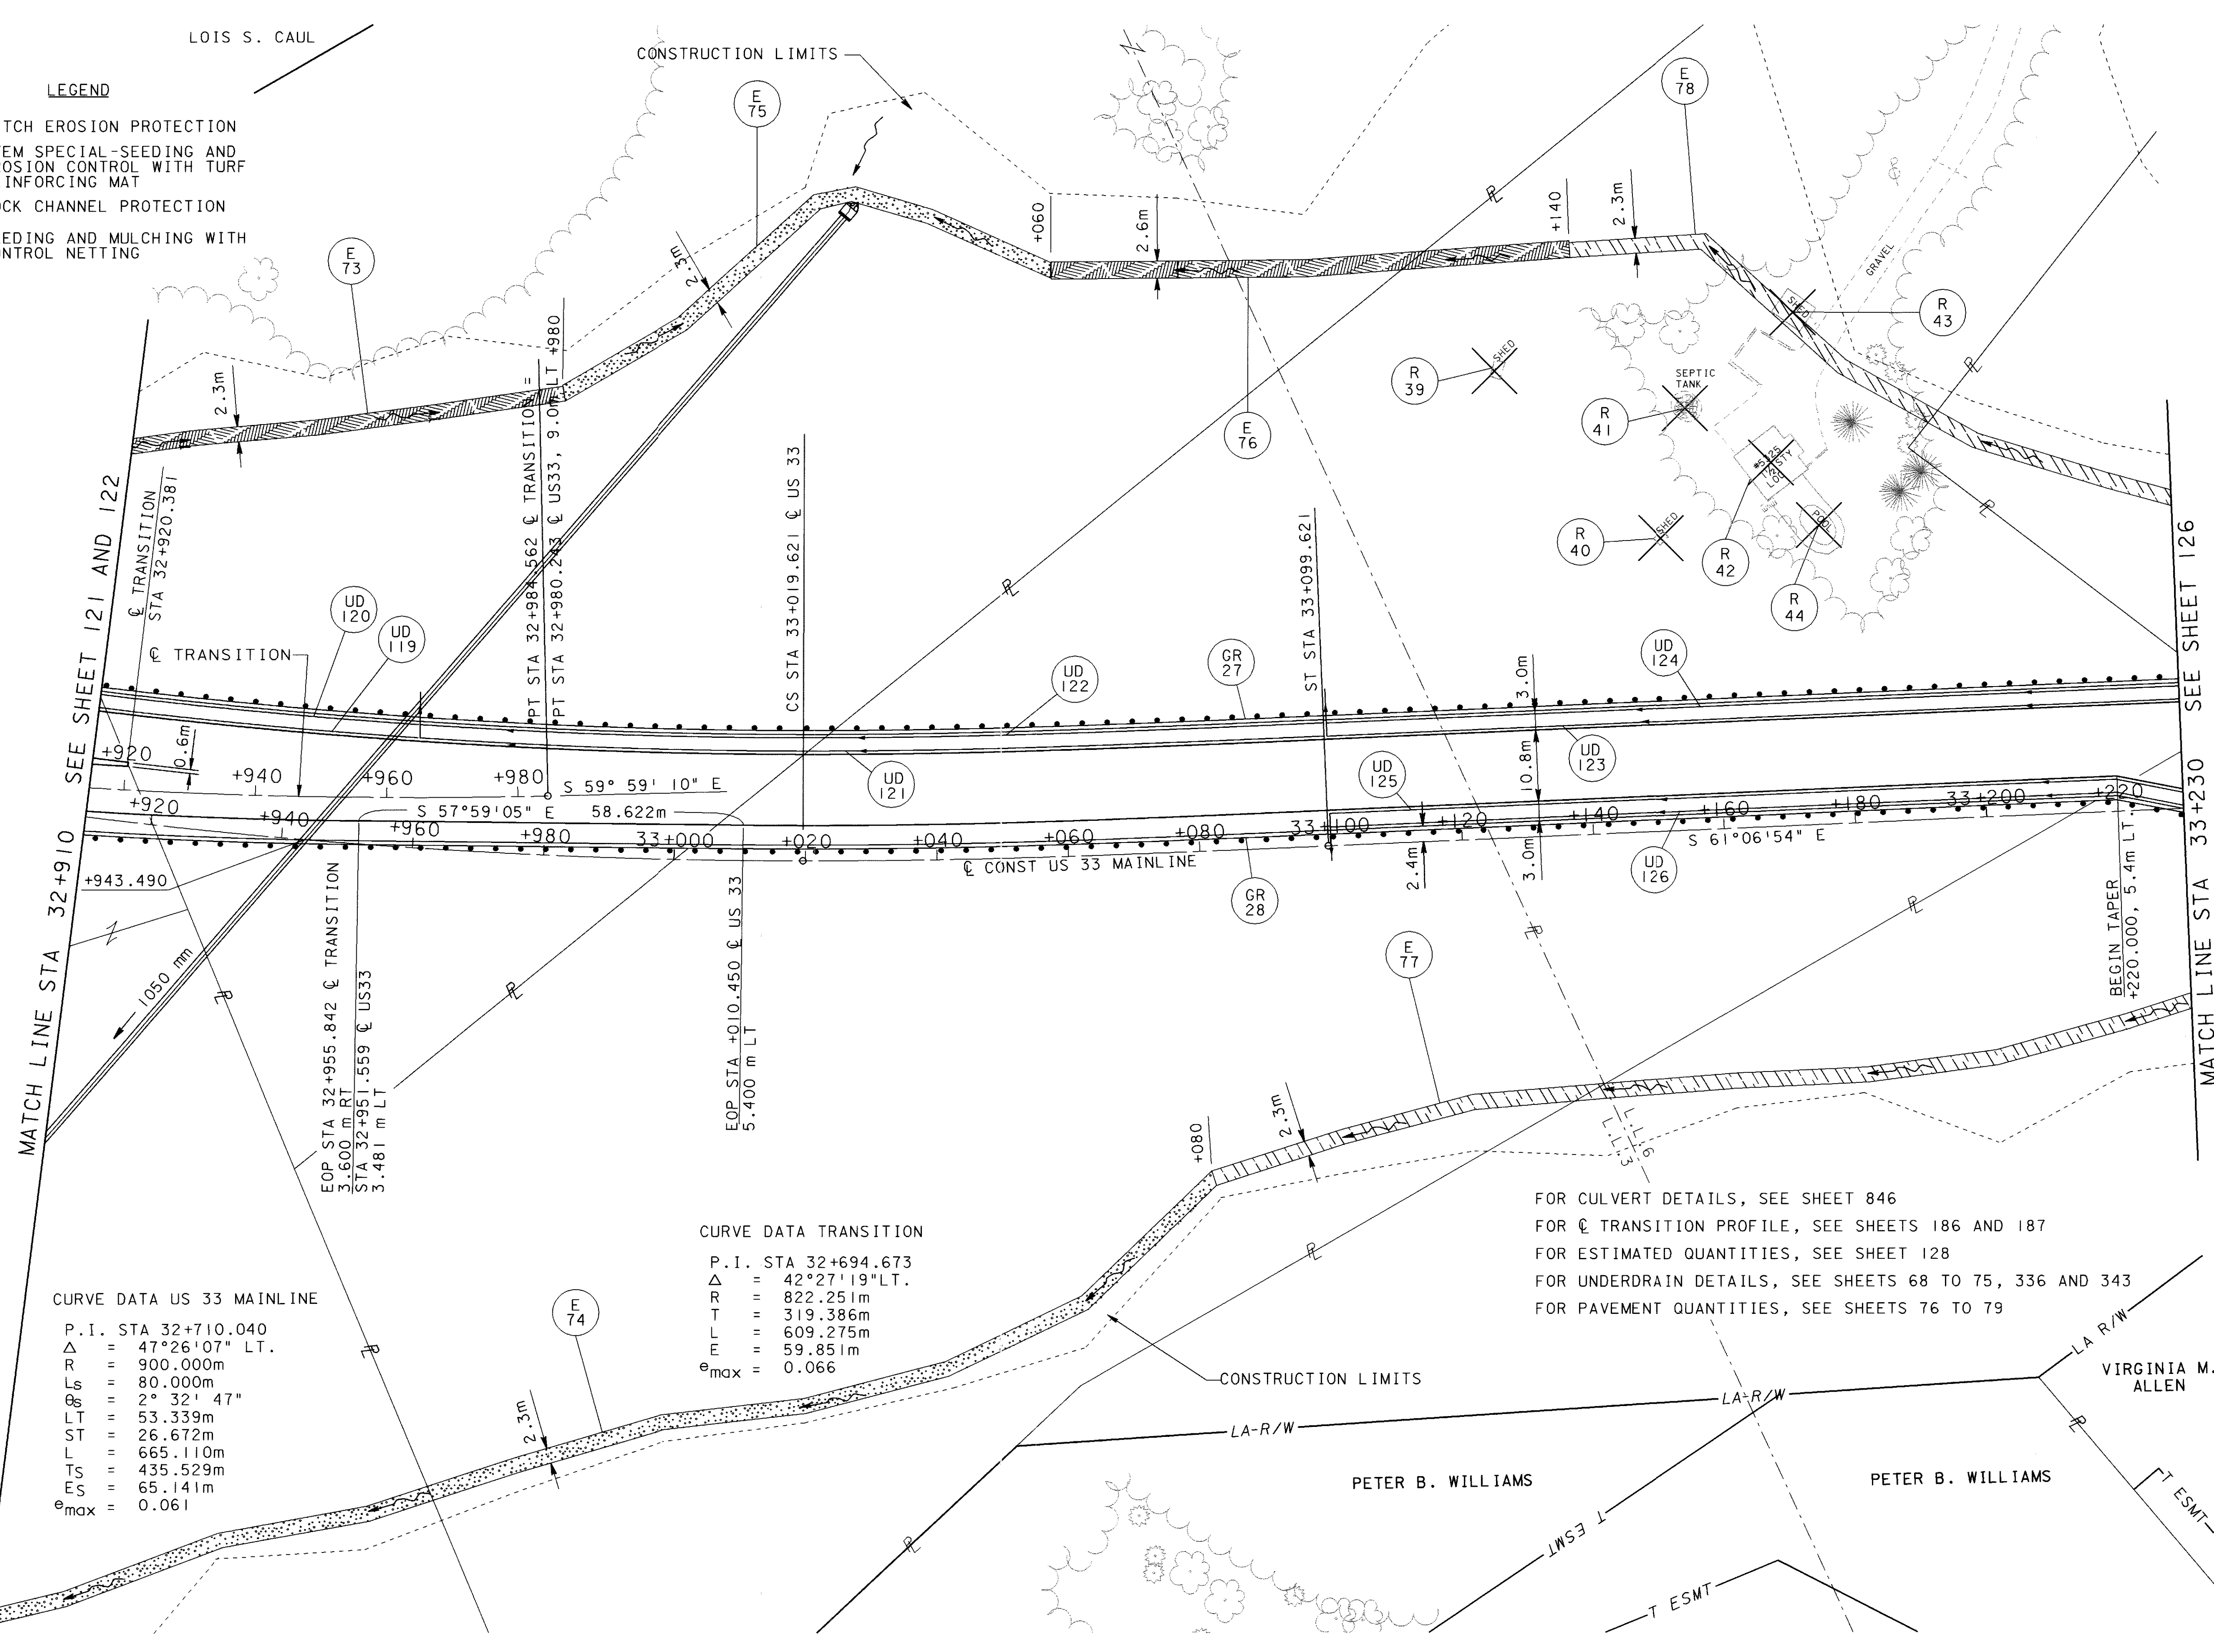 LOIS S. CAUL
LEGEND
TCH EROSION PROTECTION
EM SPECIAL-SEEDING AND
OSION CONTROL WITH TURF
INFORCING MAT
OCK CHANNEL PROTECTION
EDING AND MULCHING WITH
NTROL NETTING
CONSTRUCTION LIMITS
E
75
E
78
E
73
N
+060
2.6m
+140
2.3m
2.3m
2.3m
GRAVEL
SHED
R
43
R
39
SHED
SEPTIC
TANK
R
41
E
76
#5125
R
40
SHED
R
42
POOL
R
44
MATCH LINE STA 32+910 SEE SHEET 121 AND 122
℄ TRANSITION
STA 32+920.381
PT STA 32+984.562 ℄ TRANSITION =
PT STA 32+980.243 ℄ US33, 9.0m LT
+980
CS STA 33+019.621 ℄ US 33
ST STA 33+099.621
MATCH LINE STA 33+230 SEE SHEET 126
UD
120
UD
119
℄ TRANSITION
UD
122
GR
27
UD
124
3.0m
UD
121
UD
125
UD
123
10.8m
0.6m
+920
+940
+960
+980
S 59° 59' 10" E
S 57°59'05" E 58.622m
+920
+940
+960
+980
33+000
+020
+040
+060
+080
33+100
+120
+140
+160
+180
33+200
+220
S 61°06'54" E
℄ CONST US 33 MAINLINE
+943.490
N
GR
28
2.4m
3.0m
UD
126
BEGIN TAPER
+220.000, 5.4m LT.
1050 mm
EOP STA 32+955.842 ℄ TRANSITION
3.600 m RT
STA 32+951.559 ℄ US33
3.481 m LT
EOP STA +010.450 ℄ US 33
5.400 m LT
E
77
+080
2.3m
L.L.6
L.L.3
CURVE DATA TRANSITION
P.I. STA 32+694.673
Δ = 42°27'19"LT.
R = 822.251m
T = 319.386m
L = 609.275m
E = 59.851m
emax = 0.066
FOR CULVERT DETAILS, SEE SHEET 846
FOR ℄ TRANSITION PROFILE, SEE SHEETS 186 AND 187
FOR ESTIMATED QUANTITIES, SEE SHEET 128
FOR UNDERDRAIN DETAILS, SEE SHEETS 68 TO 75, 336 AND 343
FOR PAVEMENT QUANTITIES, SEE SHEETS 76 TO 79
CURVE DATA US 33 MAINLINE
P.I. STA 32+710.040
Δ = 47°26'07" LT.
R = 900.000m
Ls = 80.000m
θs = 2° 32' 47"
LT = 53.339m
ST = 26.672m
L = 665.110m
Ts = 435.529m
Es = 65.141m
emax = 0.061
E
74
2.3m
CONSTRUCTION LIMITS
LA-R/W
LA-R/W
LA R/W
VIRGINIA M.
ALLEN
PETER B. WILLIAMS
PETER B. WILLIAMS
T ESMT
T ESMT
T ESMT